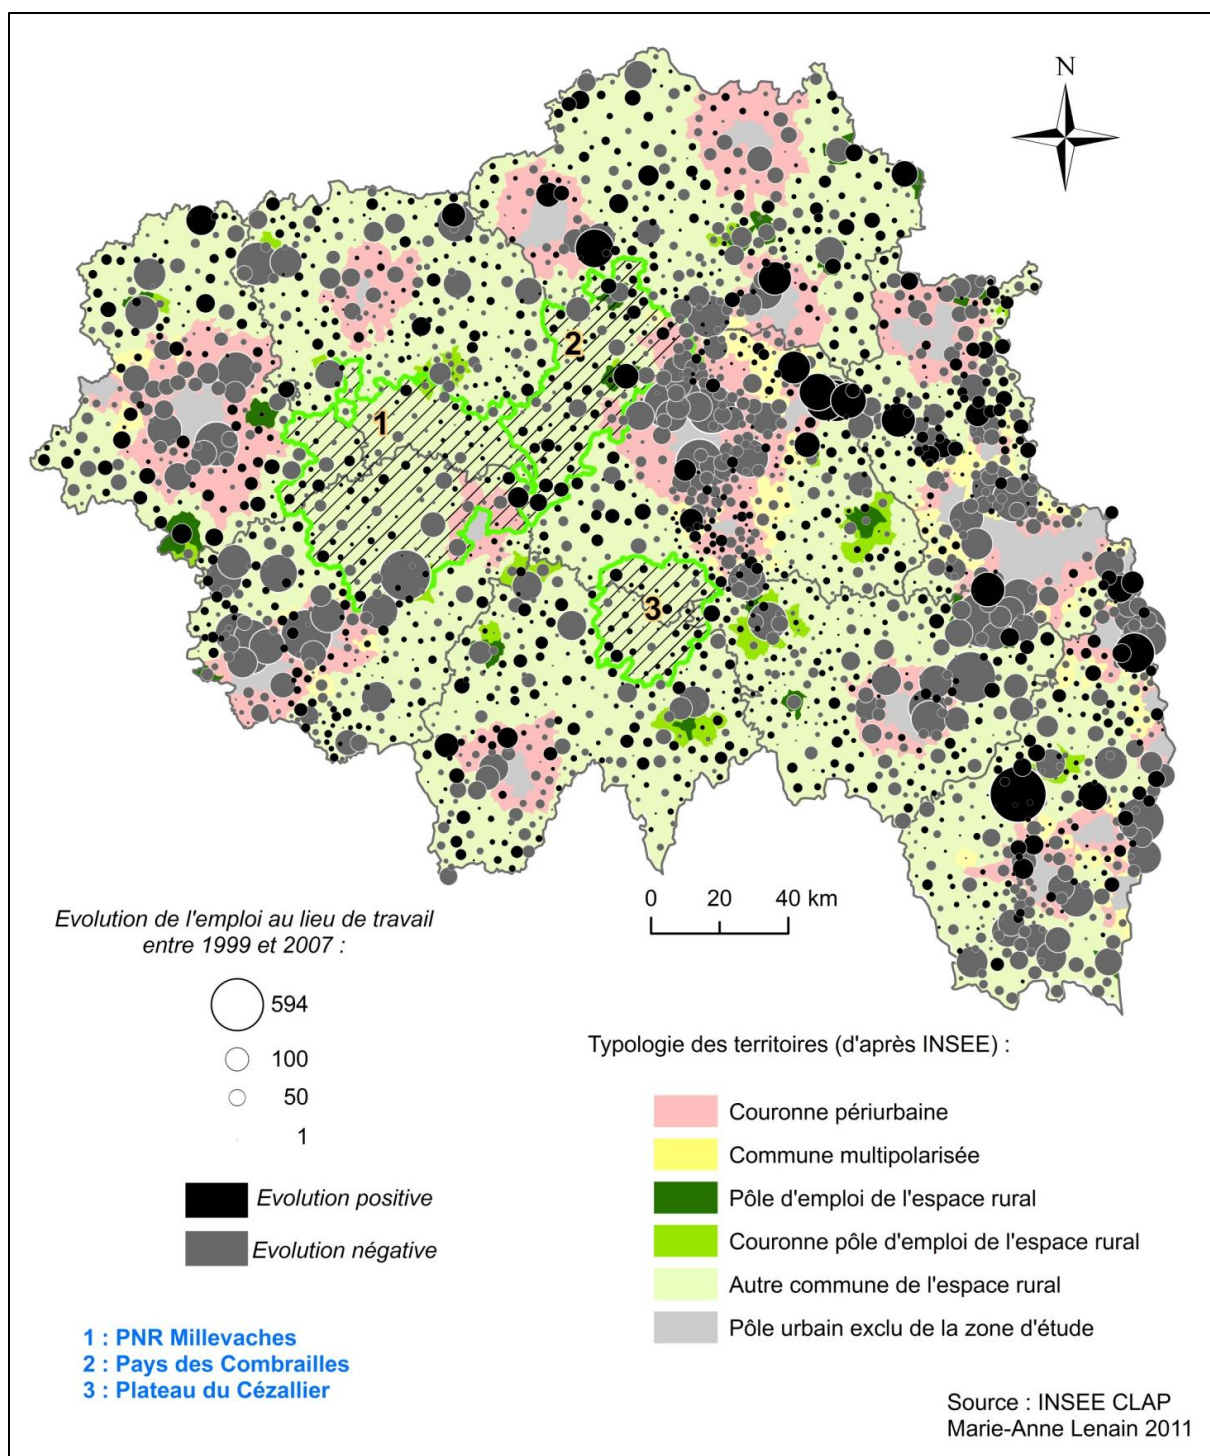 N
1
2
3
0 20 40 km
Evolution de l'emploi au lieu de travail
entre 1999 et 2007 :
594
100
50
1
Evolution positive
Evolution négative
Typologie des territoires (d'après INSEE) :
Couronne périurbaine
Commune multipolarisée
Pôle d'emploi de l'espace rural
Couronne pôle d'emploi de l'espace rural
Autre commune de l'espace rural
Pôle urbain exclu de la zone d'étude
1 : PNR Millevaches
2 : Pays des Combrailles
3 : Plateau du Cézallier
Source : INSEE CLAP
Marie-Anne Lenain 2011